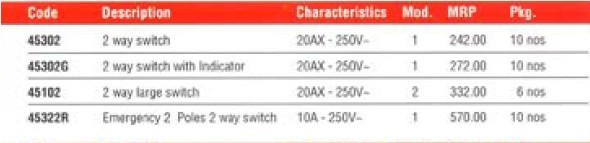 Code Description Characteristics Mod. MRP Pkg.
45302 2 way switch 20AX - 250V~ 1 242.00 10 nos
45302G 2 way switch with Indicator 20AX - 250V~ 1 272.00 10 nos
45102 2 way large switch 20AX - 250V~ 2 332.00 6 nos
45322R Emergency 2 Poles 2 way switch 10A - 250V~ 1 570.00 10 nos